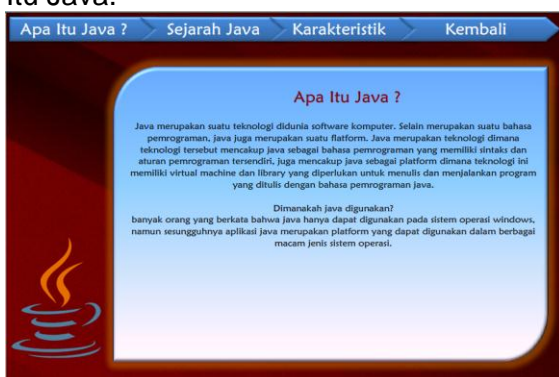 itu Java.
Apa Itu Java ?
Sejarah Java
Karakteristik
Kembali
Apa Itu Java ?
Java merupakan suatu teknologi didunia software komputer. Selain merupakan suatu bahasa
pemrograman, java juga merupakan suatu flatform. Java merupakan teknologi dimana
teknologi tersebut mencakup java sebagai bahasa pemrograman yang memiliki sintaks dan
aturan pemrograman tersendiri, juga mencakup java sebagai platform dimana teknologi ini
memiliki virtual machine dan library yang diperlukan untuk menulis dan menjalankan program
yang ditulis dengan bahasa pemrograman java.
Dimanakah java digunakan?
banyak orang yang berkata bahwa java hanya dapat digunakan pada sistem operasi windows,
namun sesungguhnya aplikasi java merupakan platform yang dapat digunakan dalam berbagai
macam jenis sistem operasi.